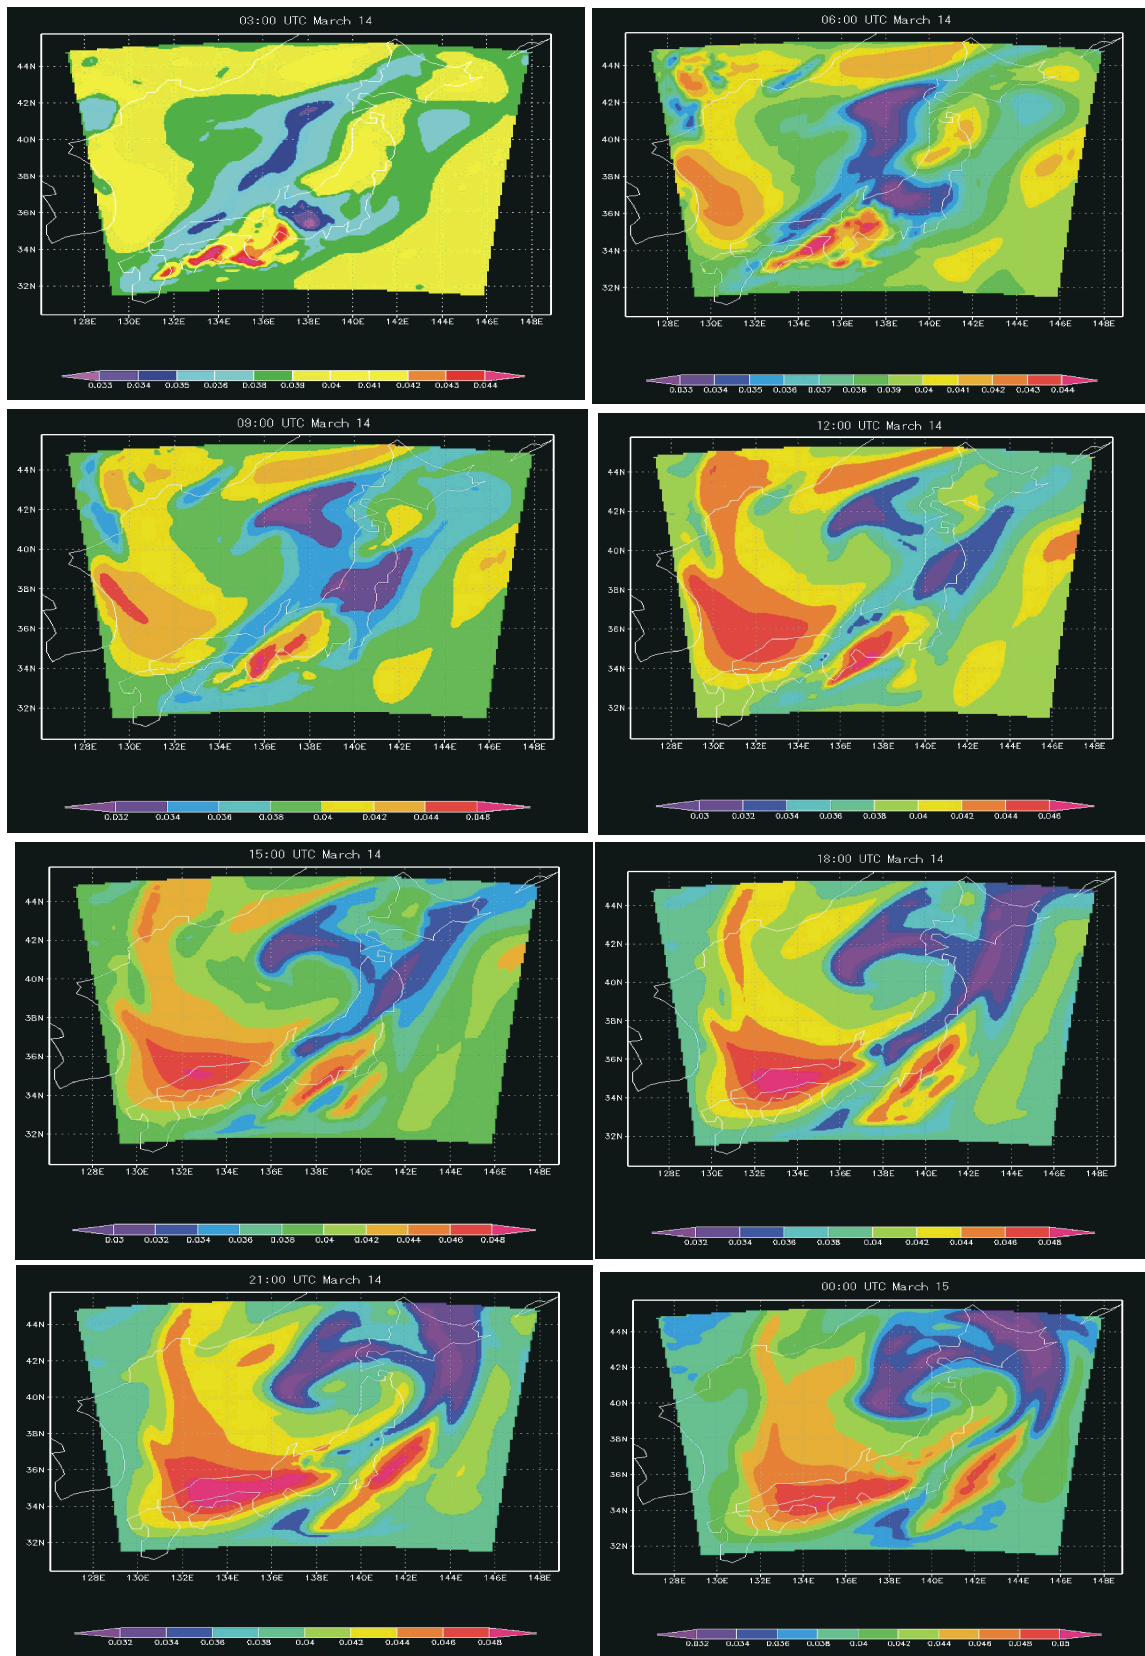 03:00 UTC March 14
44N
42N
40N
38N
36N
34N
32N
128E 130E 132E 134E 136E 138E 140E 142E 144E 146E 148E
0.033 0.034 0.035 0.036 0.038 0.039 0.04 0.041 0.042 0.043 0.044
06:00 UTC March 14
44N
42N
40N
38N
36N
34N
32N
128E 130E 132E 134E 136E 138E 140E 142E 144E 146E 148E
0.033 0.034 0.035 0.036 0.037 0.038 0.039 0.04 0.041 0.042 0.043 0.044
09:00 UTC March 14
44N
42N
40N
38N
36N
34N
32N
128E 130E 132E 134E 136E 138E 140E 142E 144E 146E 148E
0.032 0.034 0.036 0.038 0.04 0.042 0.044 0.046
12:00 UTC March 14
44N
42N
40N
38N
36N
34N
32N
128E 130E 132E 134E 136E 138E 140E 142E 144E 146E 148E
0.03 0.032 0.034 0.036 0.038 0.04 0.042 0.044 0.046
15:00 UTC March 14
44N
42N
40N
38N
36N
34N
32N
128E 130E 132E 134E 136E 138E 140E 142E 144E 146E 148E
0.03 0.032 0.034 0.036 0.038 0.04 0.042 0.044 0.046 0.048
18:00 UTC March 14
44N
42N
40N
38N
36N
34N
32N
128E 130E 132E 134E 136E 138E 140E 142E 144E 146E 148E
0.032 0.034 0.036 0.038 0.04 0.042 0.044 0.046 0.048
21:00 UTC March 14
44N
42N
40N
38N
36N
34N
32N
128E 130E 132E 134E 136E 138E 140E 142E 144E 146E 148E
0.032 0.034 0.036 0.038 0.04 0.042 0.044 0.046 0.048
00:00 UTC March 15
44N
42N
40N
38N
36N
34N
32N
128E 130E 132E 134E 136E 138E 140E 142E 144E 146E 148E
0.032 0.034 0.036 0.038 0.04 0.042 0.044 0.046 0.048 0.05